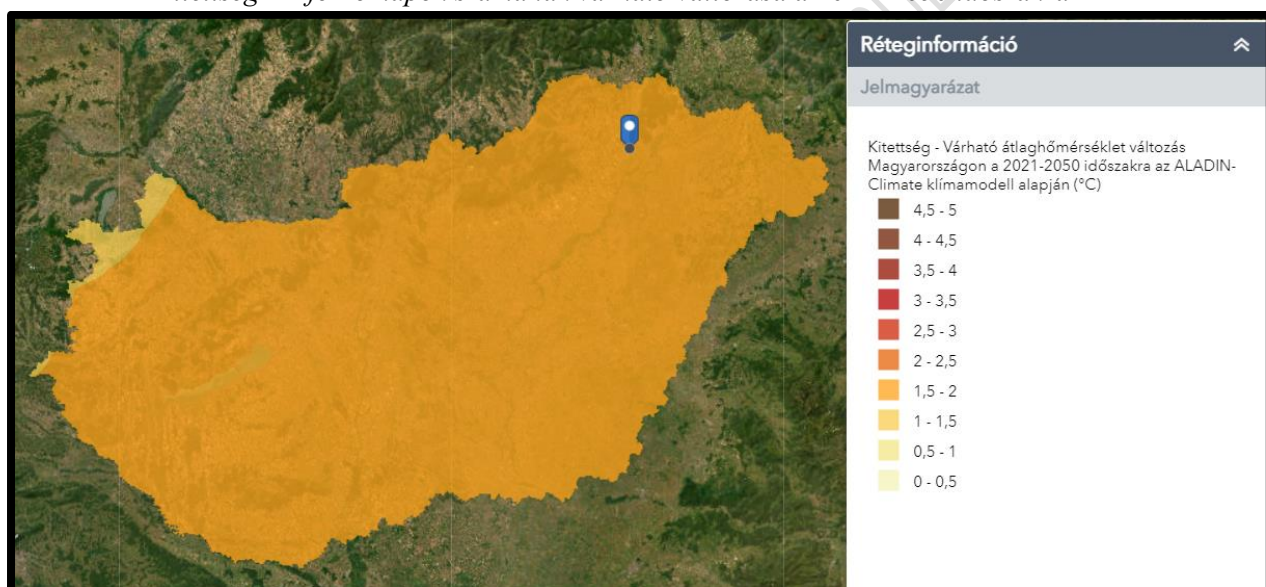 Réteginformáció
Jelmagyarázat
Kitettség - Várható átlaghőmérséklet változás
Magyarországon a 2021-2050 időszakra az ALADIN-
Climate klímamodell alapján (°C)
4,5 - 5
4 - 4,5
3,5 - 4
3 - 3,5
2,5 - 3
2 - 2,5
1,5 - 2
1 - 1,5
0,5 - 1
0 - 0,5